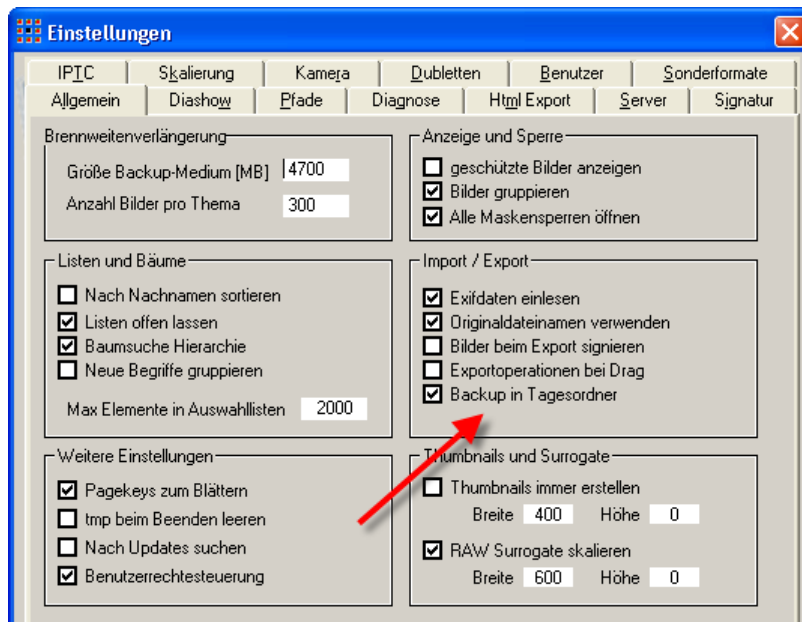 Einstellungen
IPTC Skalierung Kamera Dubletten Benutzer Sonderformate
Allgemein Diashow Pfade Diagnose Html Export Server Signatur
Brennweitenverlängerung
Größe Backup-Medium [MB] 4700
Anzahl Bilder pro Thema 300
Anzeige und Sperre
geschützte Bilder anzeigen
Bilder gruppieren
Alle Maskensperren öffnen
Listen und Bäume
Nach Nachnamen sortieren
Listen offen lassen
Baumsuche Hierarchie
Neue Begriffe gruppieren
Max Elemente in Auswahllisten 2000
Import / Export
Exifdaten einlesen
Originaldateinamen verwenden
Bilder beim Export signieren
Exportoperationen bei Drag
Backup in Tagesordner
Weitere Einstellungen
Pagekeys zum Blättern
tmp beim Beenden leeren
Nach Updates suchen
Benutzerrechtesteuerung
Thumbnails und Surrogate
Thumbnails immer erstellen
Breite 400 Höhe 0
RAW Surrogate skalieren
Breite 600 Höhe 0